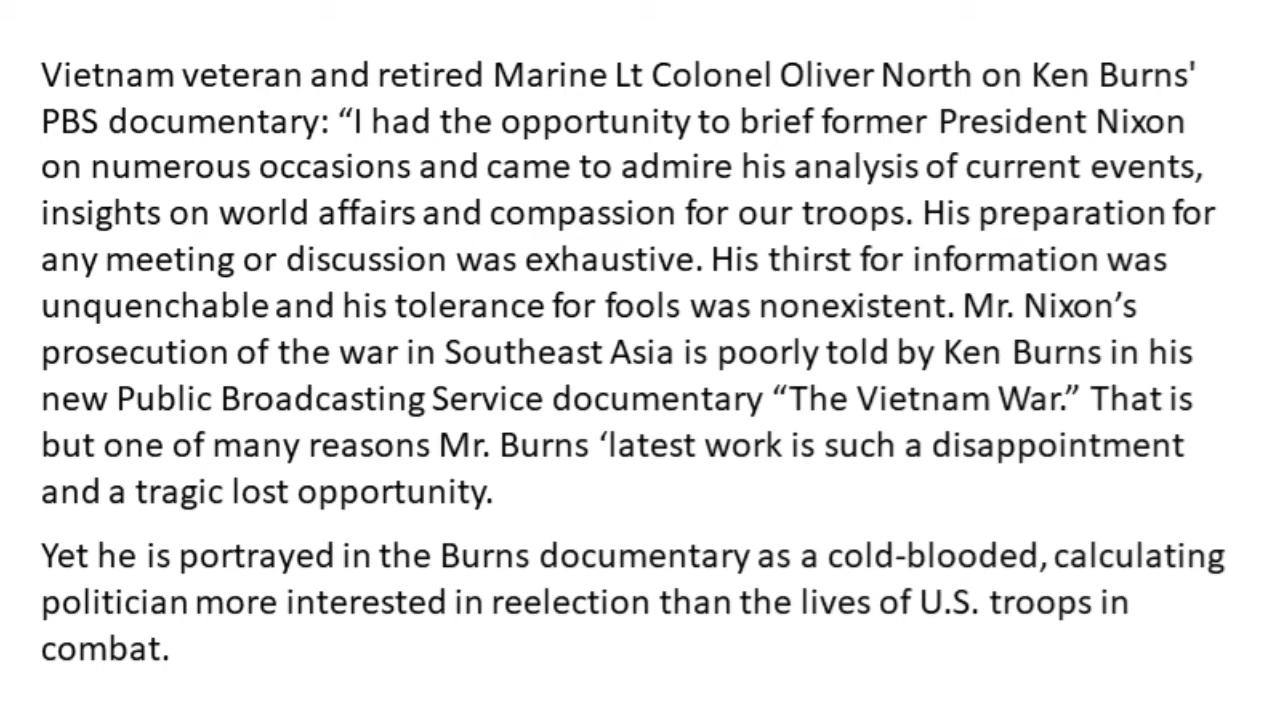 Vietnam veteran and retired Marine Lt Colonel Oliver North on Ken Burns'
PBS documentary: “I had the opportunity to brief former President Nixon
on numerous occasions and came to admire his analysis of current events,
insights on world affairs and compassion for our troops. His preparation for
any meeting or discussion was exhaustive. His thirst for information was
unquenchable and his tolerance for fools was nonexistent. Mr. Nixon’s
prosecution of the war in Southeast Asia is poorly told by Ken Burns in his
new Public Broadcasting Service documentary “The Vietnam War.” That is
but one of many reasons Mr. Burns ‘latest work is such a disappointment
and a tragic lost opportunity.
Yet he is portrayed in the Burns documentary as a cold-blooded, calculating
politician more interested in reelection than the lives of U.S. troops in
combat.